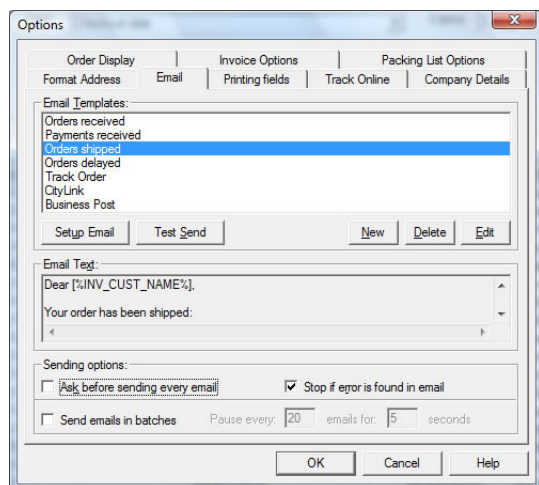 Options
Order Display Invoice Options Packing List Options
Format Address Email Printing fields Track Online Company Details
Email Templates:
Orders received
Payments received
Orders shipped
Orders delayed
Track Order
CityLink
Business Post
Setup Email Test Send New Delete Edit
Email Text:
Dear [%INV_CUST_NAME%],
Your order has been shipped:
Sending options:
Ask before sending every email Stop if error is found in email
Send emails in batches Pause every: 20 emails for: 5 seconds
OK Cancel Help